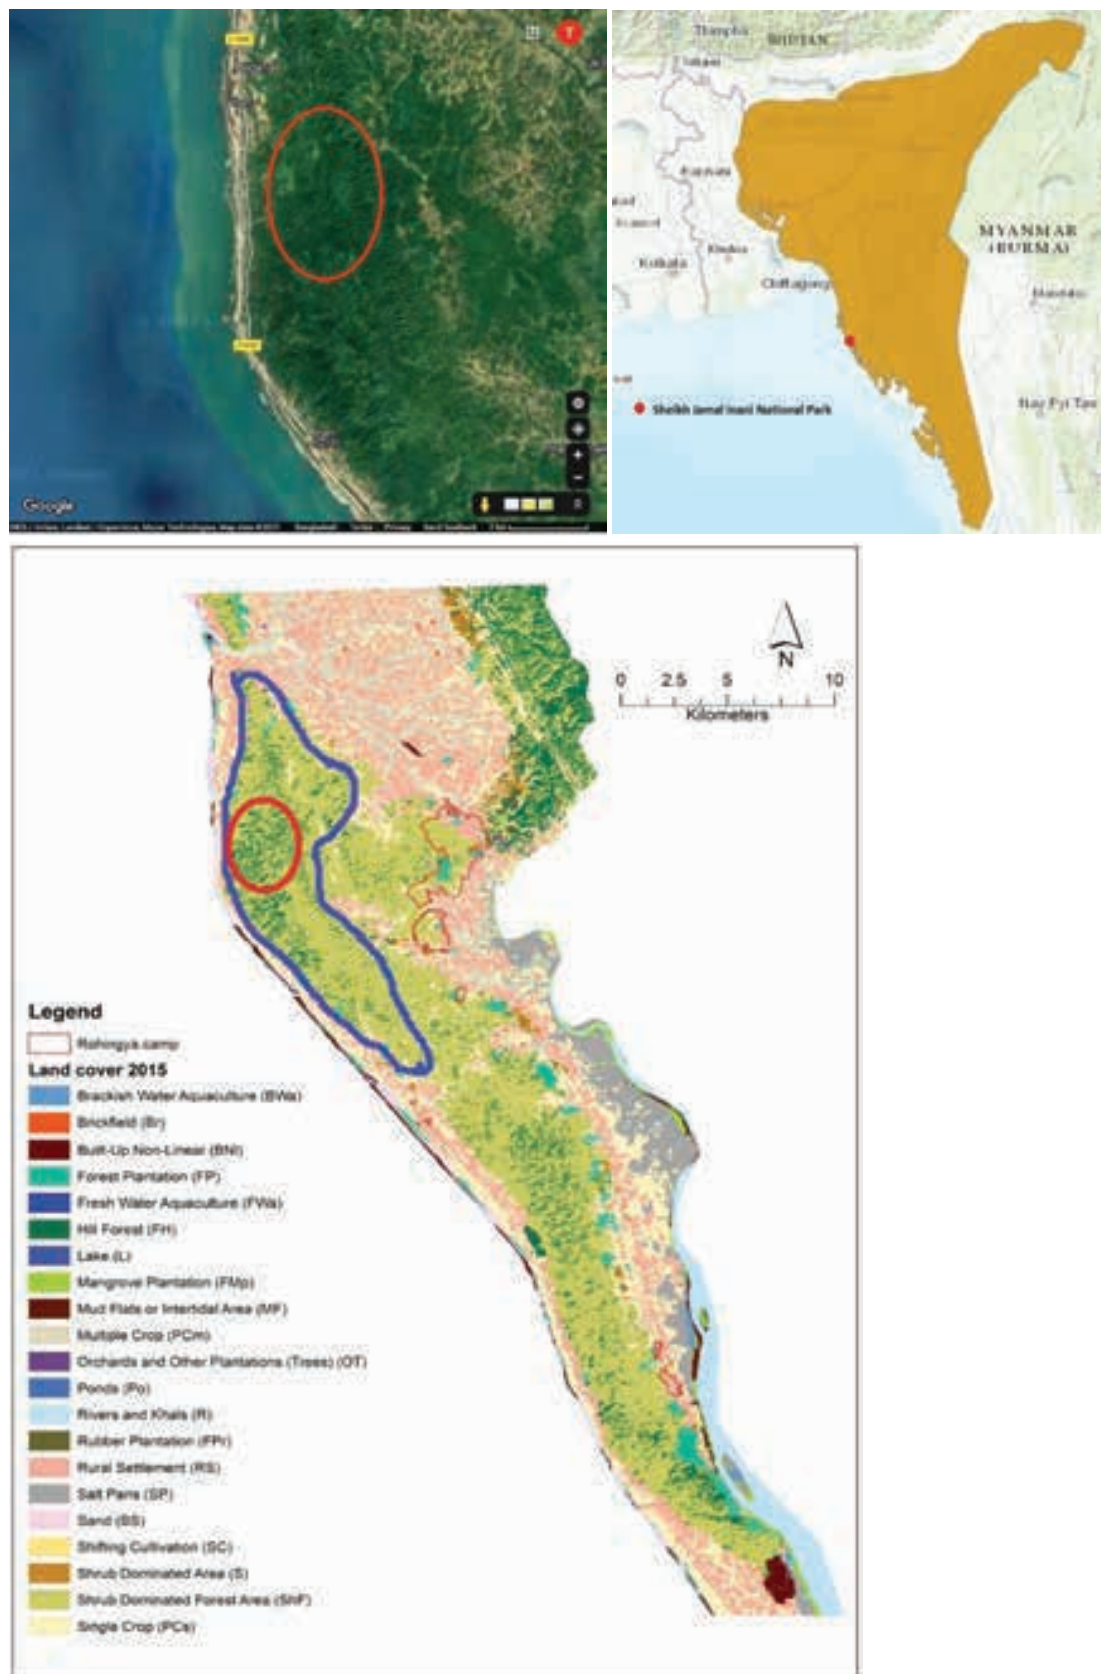 T
Google
Thimphu
BHUTAN
Kolkata
Chittagong
MYANMAR
(BURMA)
Nay Pyi Taw
Sheikh Jamal Inani National Park
N
0 2.5 5 10
Kilometers
Legend
Rohingya camp
Land cover 2015
Brackish Water Aquaculture (BWa)
Brickfield (Br)
Built-Up Non-Linear (BNl)
Forest Plantation (FP)
Fresh Water Aquaculture (FWa)
Hill Forest (FH)
Lake (L)
Mangrove Plantation (FMp)
Mud Flats or Intertidal Area (MF)
Multiple Crop (PCm)
Orchards and Other Plantations (Trees) (OT)
Ponds (Po)
Rivers and Khals (R)
Rubber Plantation (FPr)
Rural Settlement (RS)
Salt Pans (SP)
Sand (BS)
Shifting Cultivation (SC)
Shrub Dominated Area (S)
Shrub Dominated Forest Area (ShF)
Single Crop (PCs)